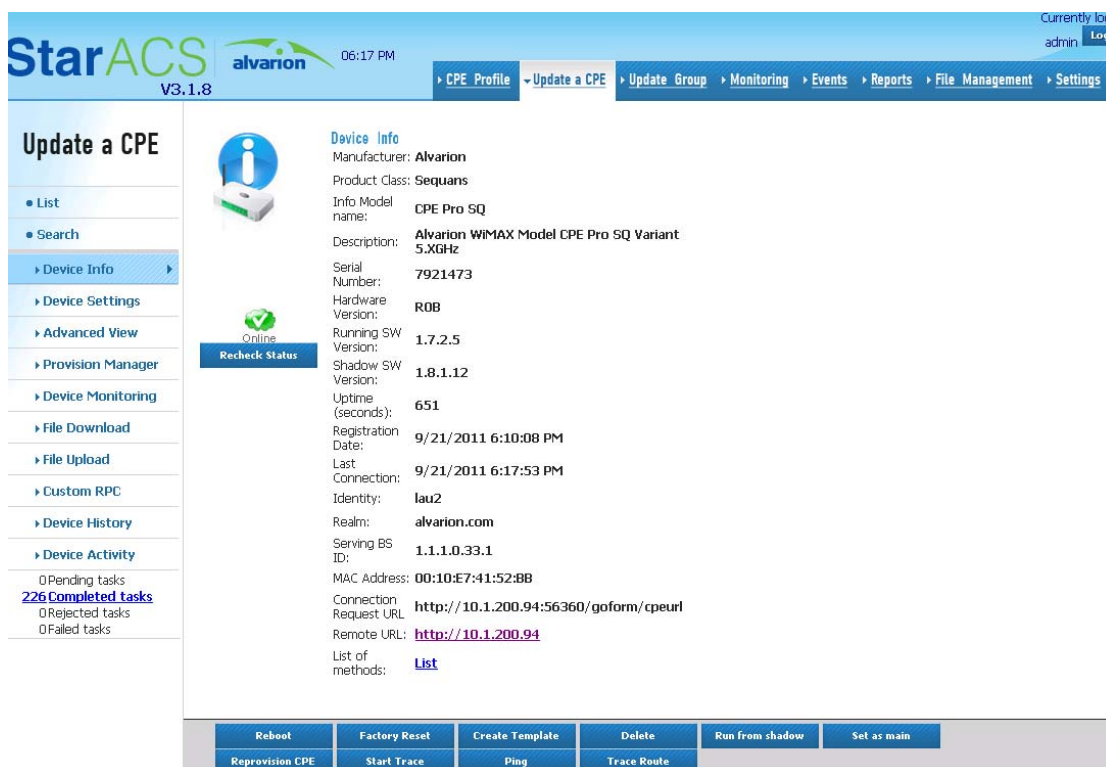 Currently lo
admin Log
StarACS alvarion 06:17 PM
V3.1.8
CPE Profile Update a CPE Update Group Monitoring Events Reports File Management Settings
Update a CPE
List
Search
Device Info
Device Settings
Advanced View
Provision Manager
Device Monitoring
File Download
File Upload
Custom RPC
Device History
Device Activity
0 Pending tasks
226 Completed tasks
0 Rejected tasks
0 Failed tasks
Online
Recheck Status
Device Info
Manufacturer: Alvarion
Product Class: Sequans
Info Model
name: CPE Pro SQ
Description: Alvarion WiMAX Model CPE Pro SQ Variant
5.XGHz
Serial
Number: 7921473
Hardware
Version: R0B
Running SW
Version: 1.7.2.5
Shadow SW
Version: 1.8.1.12
Uptime
(seconds): 651
Registration
Date: 9/21/2011 6:10:08 PM
Last
Connection: 9/21/2011 6:17:53 PM
Identity: lau2
Realm: alvarion.com
Serving BS
ID: 1.1.1.0.33.1
MAC Address: 00:10:E7:41:52:BB
Connection
Request URL http://10.1.200.94:56360/goform/cpeurl
Remote URL: http://10.1.200.94
List of
methods: List
Reboot Factory Reset Create Template Delete Run from shadow Set as main
Reprovision CPE Start Trace Ping Trace Route